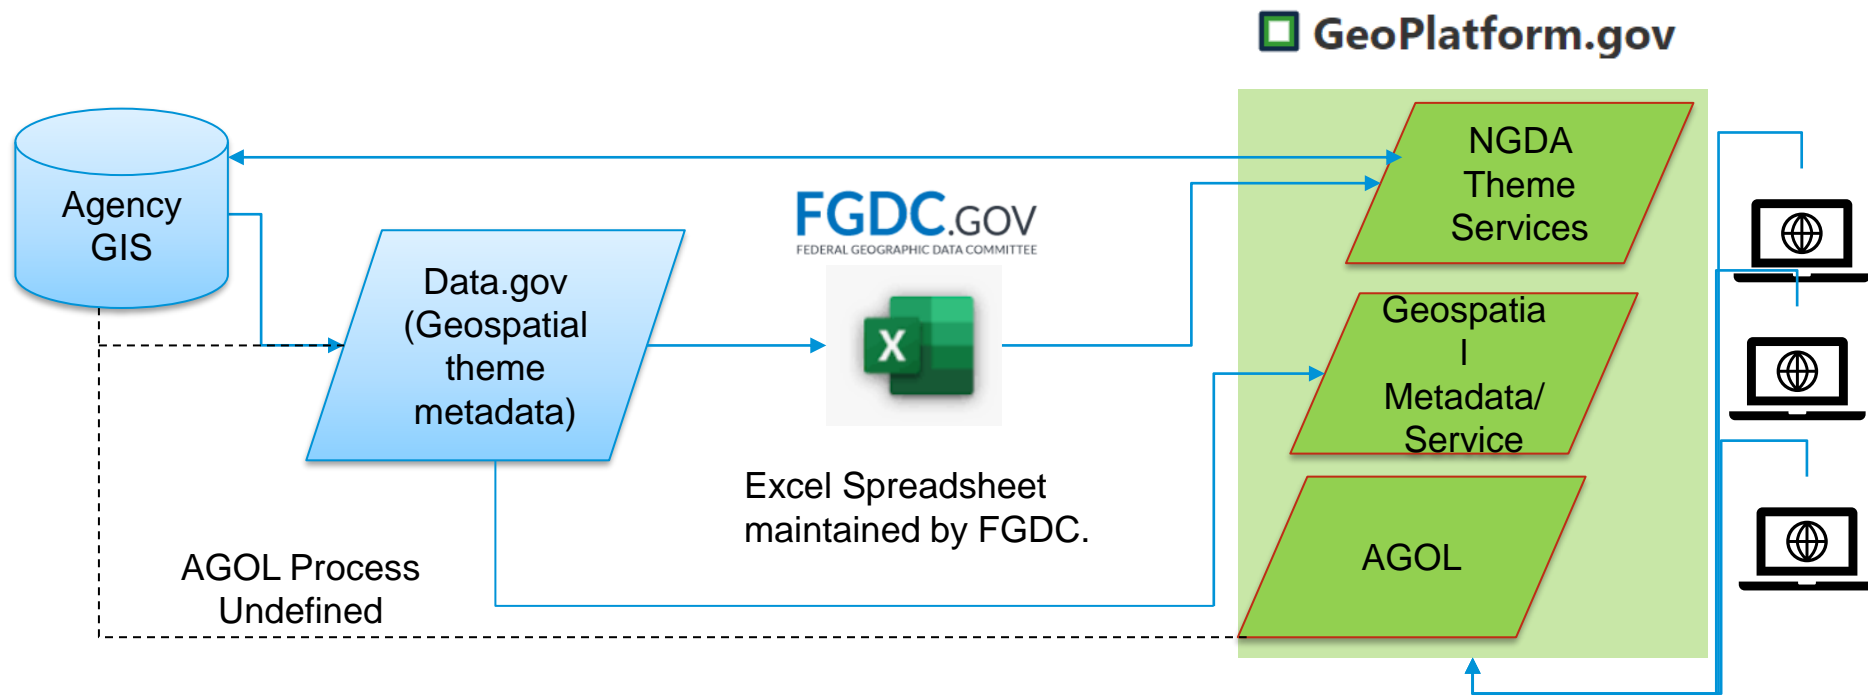 GeoPlatform.gov
Agency
GIS
Data.gov
(Geospatial
theme
metadata)
FGDC.GOV
FEDERAL GEOGRAPHIC DATA COMMITTEE
X
Excel Spreadsheet
maintained by FGDC.
AGOL Process
Undefined
NGDA
Theme
Services
Geospatia
l
Metadata/
Service
AGOL